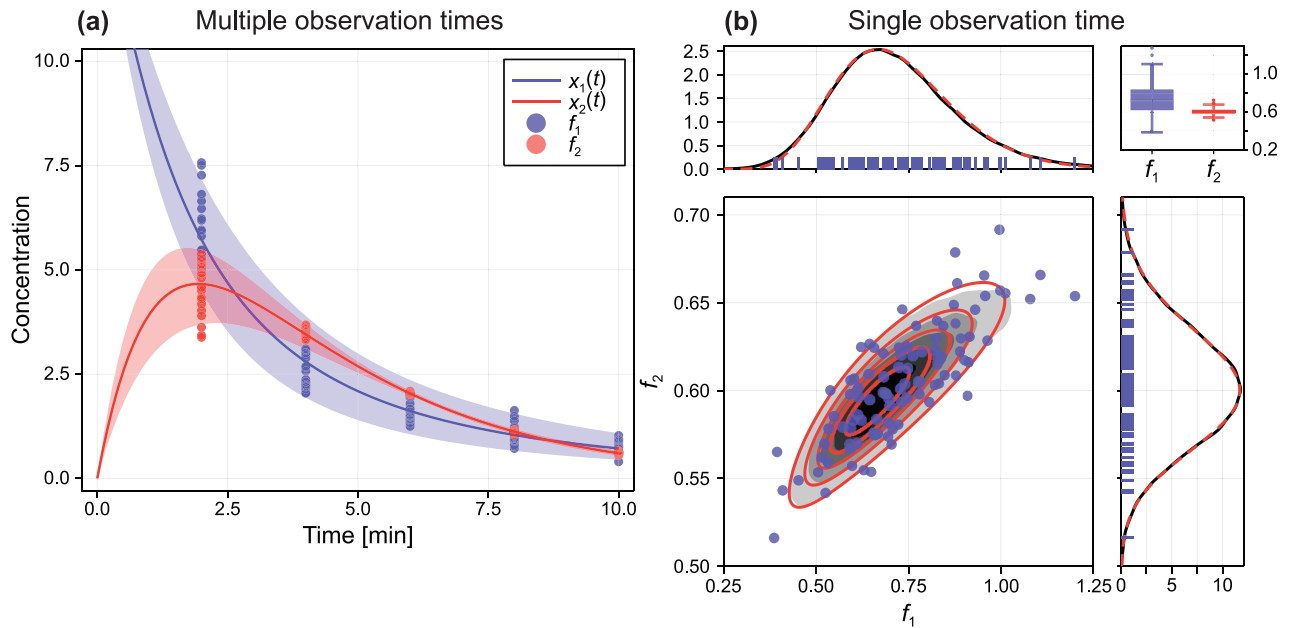 (a) Multiple observation times
10.0
7.5
5.0
2.5
0.0
Concentration
x1(t)
x2(t)
f1
f2
0.0 2.5 5.0 7.5 10.0
Time [min]
(b) Single observation time
2.5
2.0
1.5
1.0
0.5
0.0
1.0
0.6
0.2
f1 f2
0.70
0.65
0.60
0.55
0.50
f2
0.25 0.50 0.75 1.00 1.25
f1
0 5 10